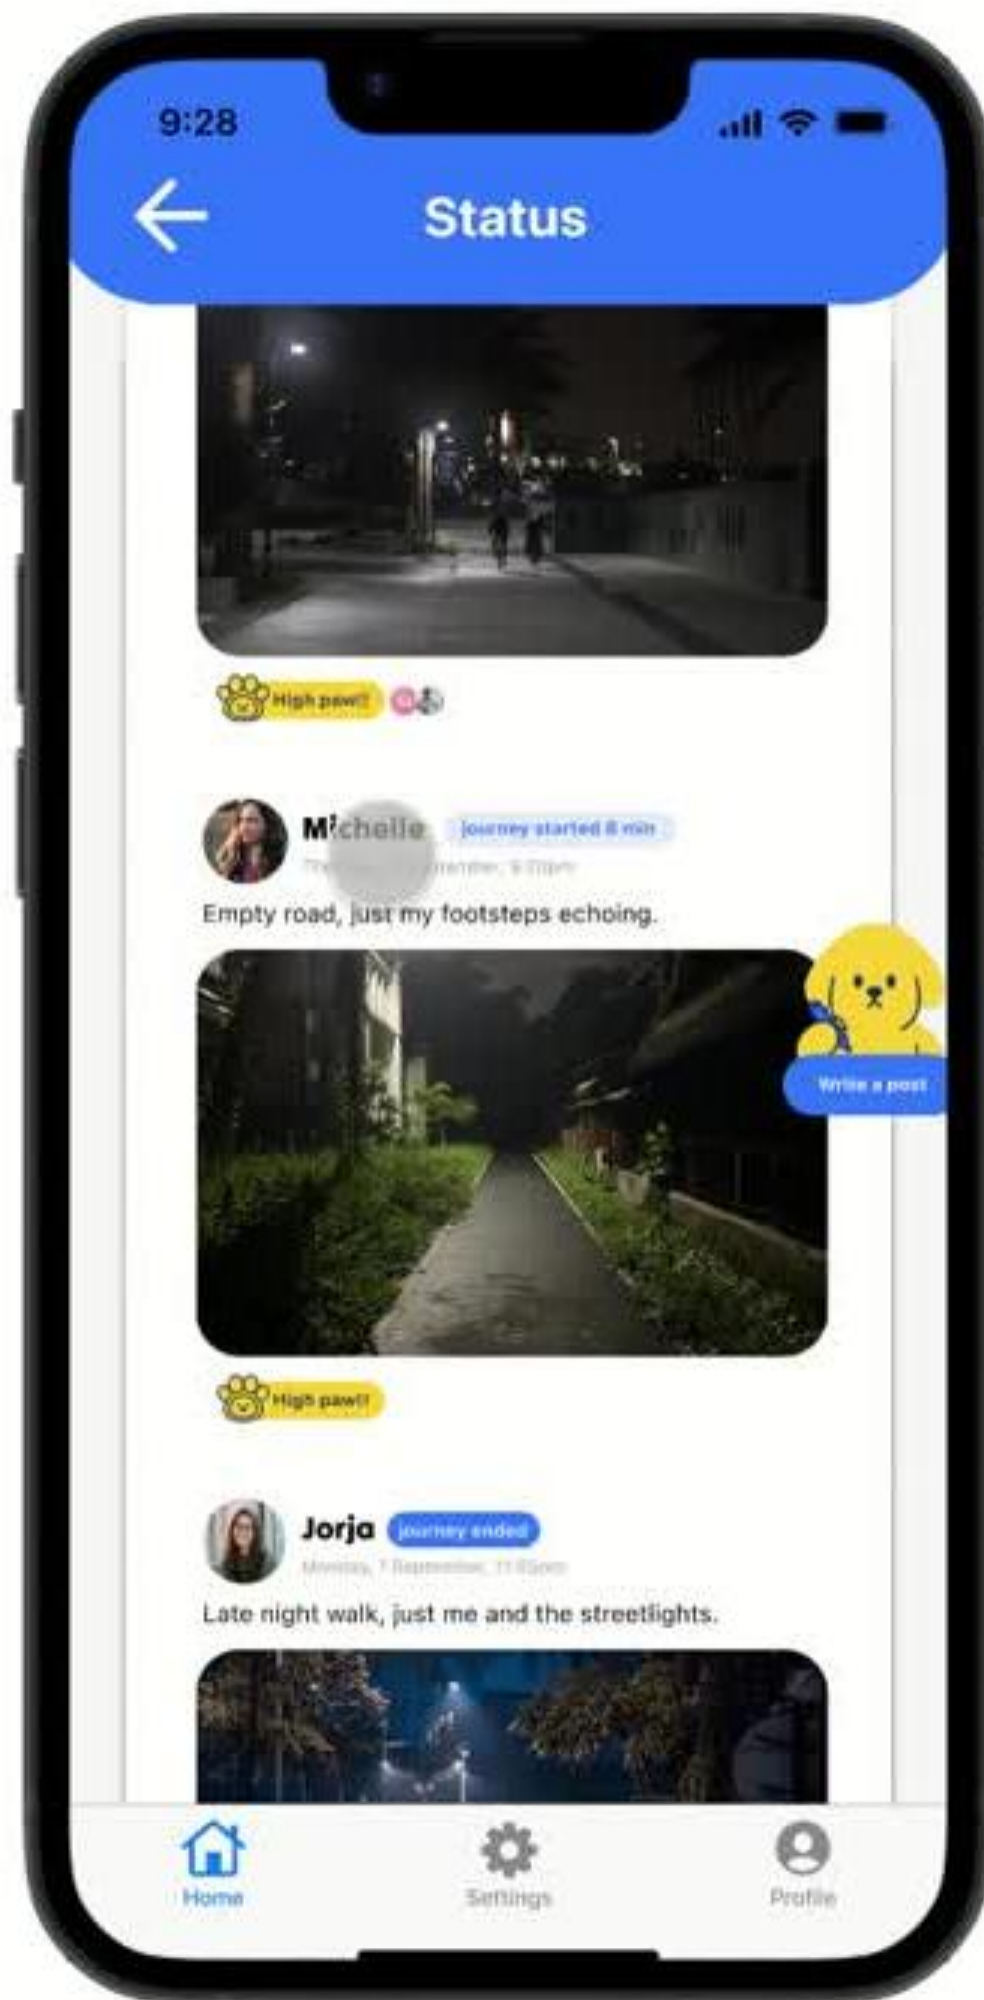 9:28
Status
High paw!!
Michelle journey started 8 min
Empty road, just my footsteps echoing.
Write a post
High paw!!
Jorja journey ended
Late night walk, just me and the streetlights.
Home
Settings
Profile